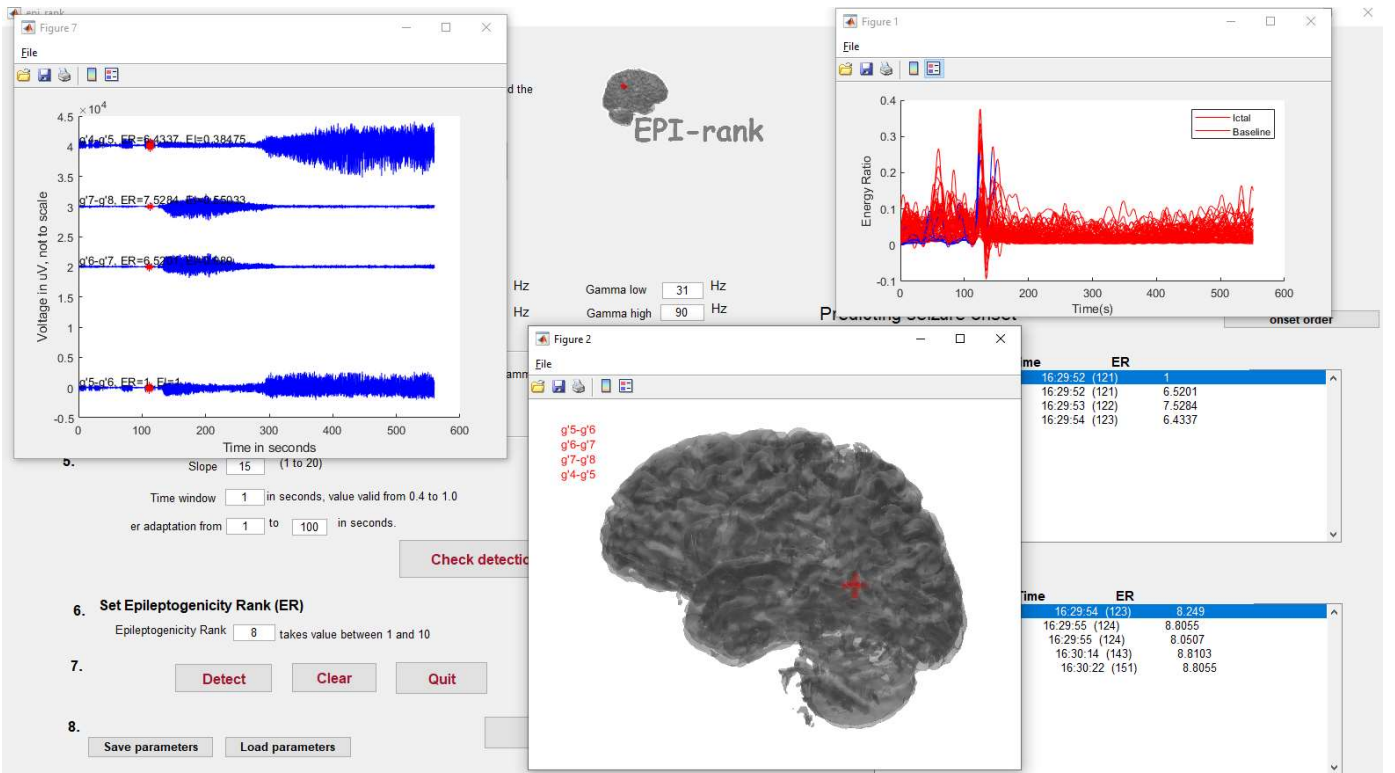 epi-rank
Figure 7
File
×10^4
4.5
4
3.5
3
2.5
2
1.5
1
0.5
0
-0.5
g'4-g'5, ER=6.4337, EI=0.38475
g'7-g'8, ER=7.5284, EI=0.55033
g'6-g'7,
g'5-g'6, ER=1, EI=1
0 100 200 300 400 500 600
Time in seconds
Voltage in uV, not to scale
d the
EPI-rank
Figure 1
File
0.4
0.3
0.2
0.1
0
-0.1
Energy Ratio
Ictal
Baseline
0 100 200 300 400 500 600
Time(s)
Hz Gamma low 31 Hz
Hz Gamma high 90 Hz
Predicting seizure onset
onset order
Figure 2
File
g'5-g'6
g'6-g'7
g'7-g'8
g'4-g'5
ime ER
16:29:52 (121) 1
16:29:52 (121) 6.5201
16:29:53 (122) 7.5284
16:29:54 (123) 6.4337
5.
Slope 15 (1 to 20)
Time window 1 in seconds, value valid from 0.4 to 1.0
er adaptation from 1 to 100 in seconds.
Check detectio
6. Set Epileptogenicity Rank (ER)
Epileptogenicity Rank 8 takes value between 1 and 10
7.
Detect Clear Quit
8.
Save parameters Load parameters
Time ER
16:29:54 (123) 8.249
16:29:55 (124) 8.8055
16:29:55 (124) 8.0507
16:30:14 (143) 8.8103
16:30:22 (151) 8.8055